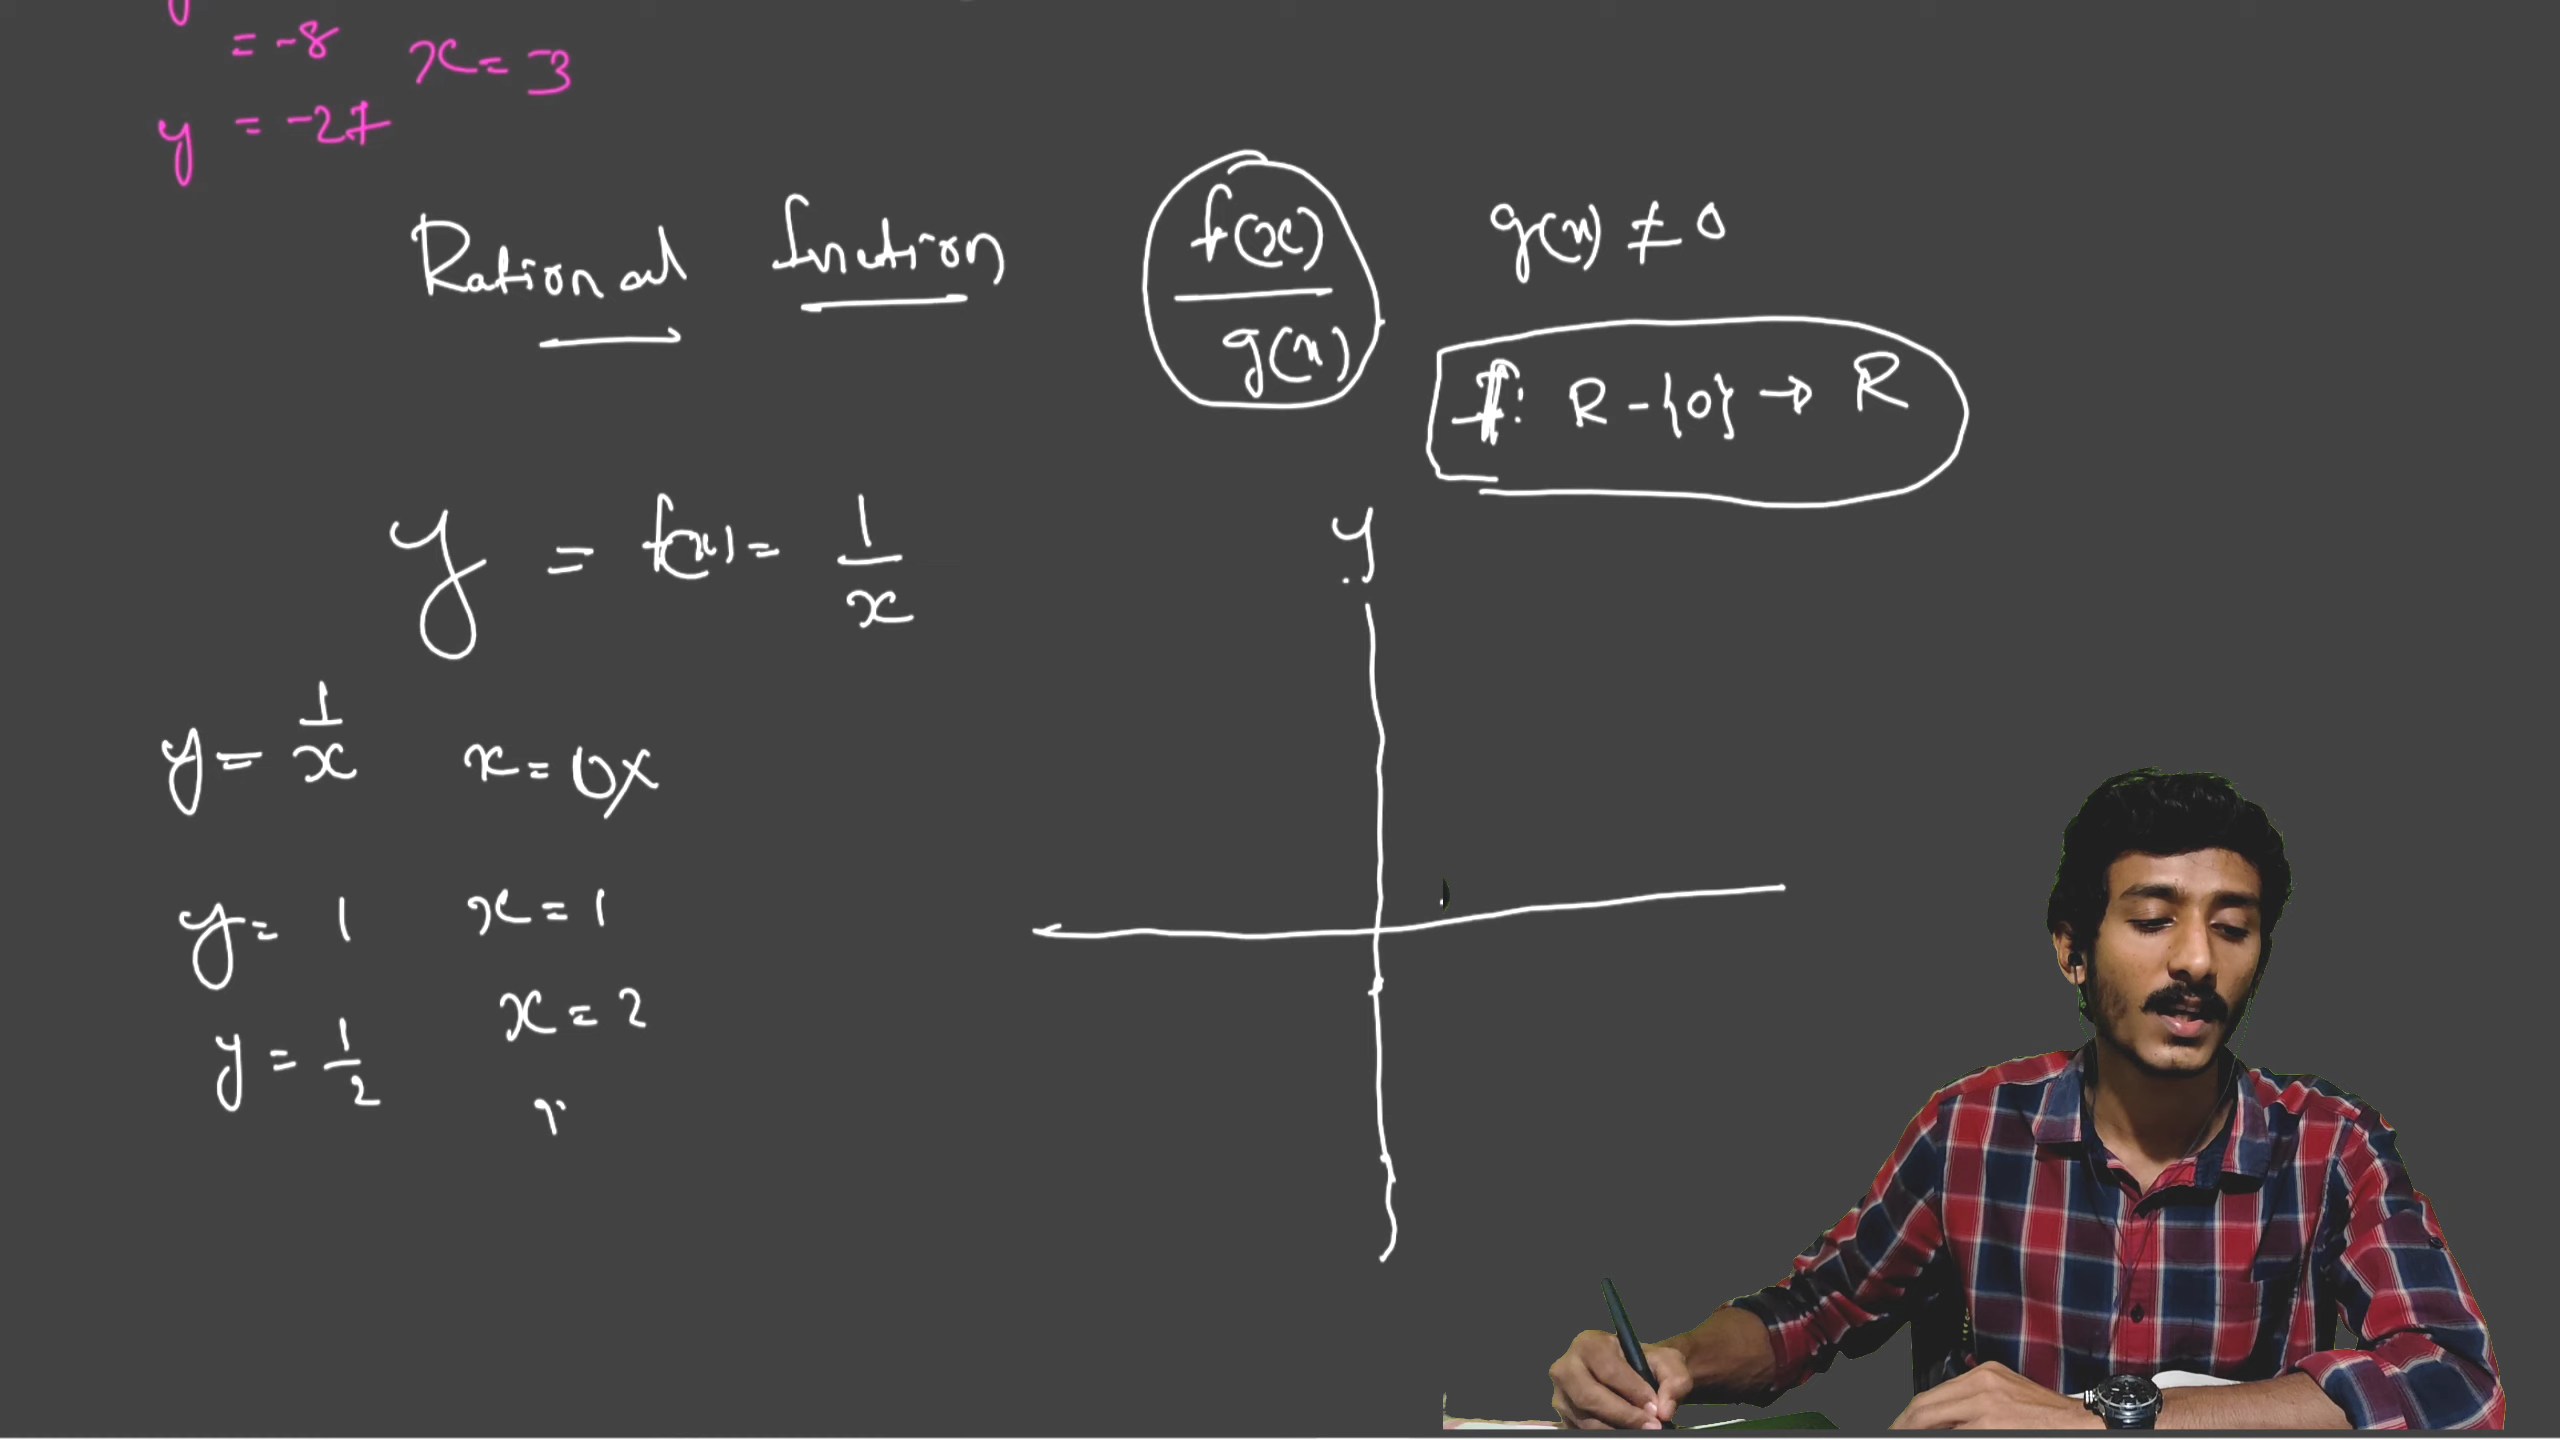 = -8 x = 3
y = -27
Rational function f(x) / g(x) g(x) ≠ 0
f: R - {0} → R
y = f(x) = 1/x
y
y = 1/x x = 0 ×
y = 1 x = 1
y = 1/2 x = 2